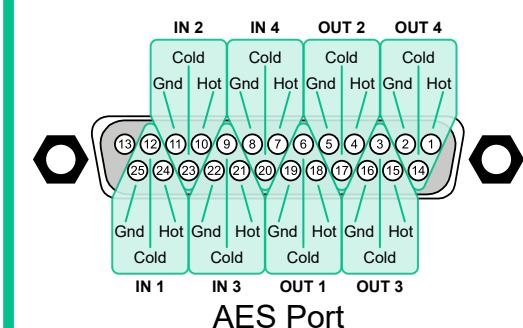 IN 2 IN 4 OUT 2 OUT 4
Cold Cold Cold Cold
Gnd Hot Gnd Hot Gnd Hot Gnd Hot
13 12 11 10 9 8 7 6 5 4 3 2 1
25 24 23 22 21 20 19 18 17 16 15 14
Gnd Hot Gnd Hot Gnd Hot Gnd Hot
Cold Cold Cold Cold
IN 1 IN 3 OUT 1 OUT 3
AES Port